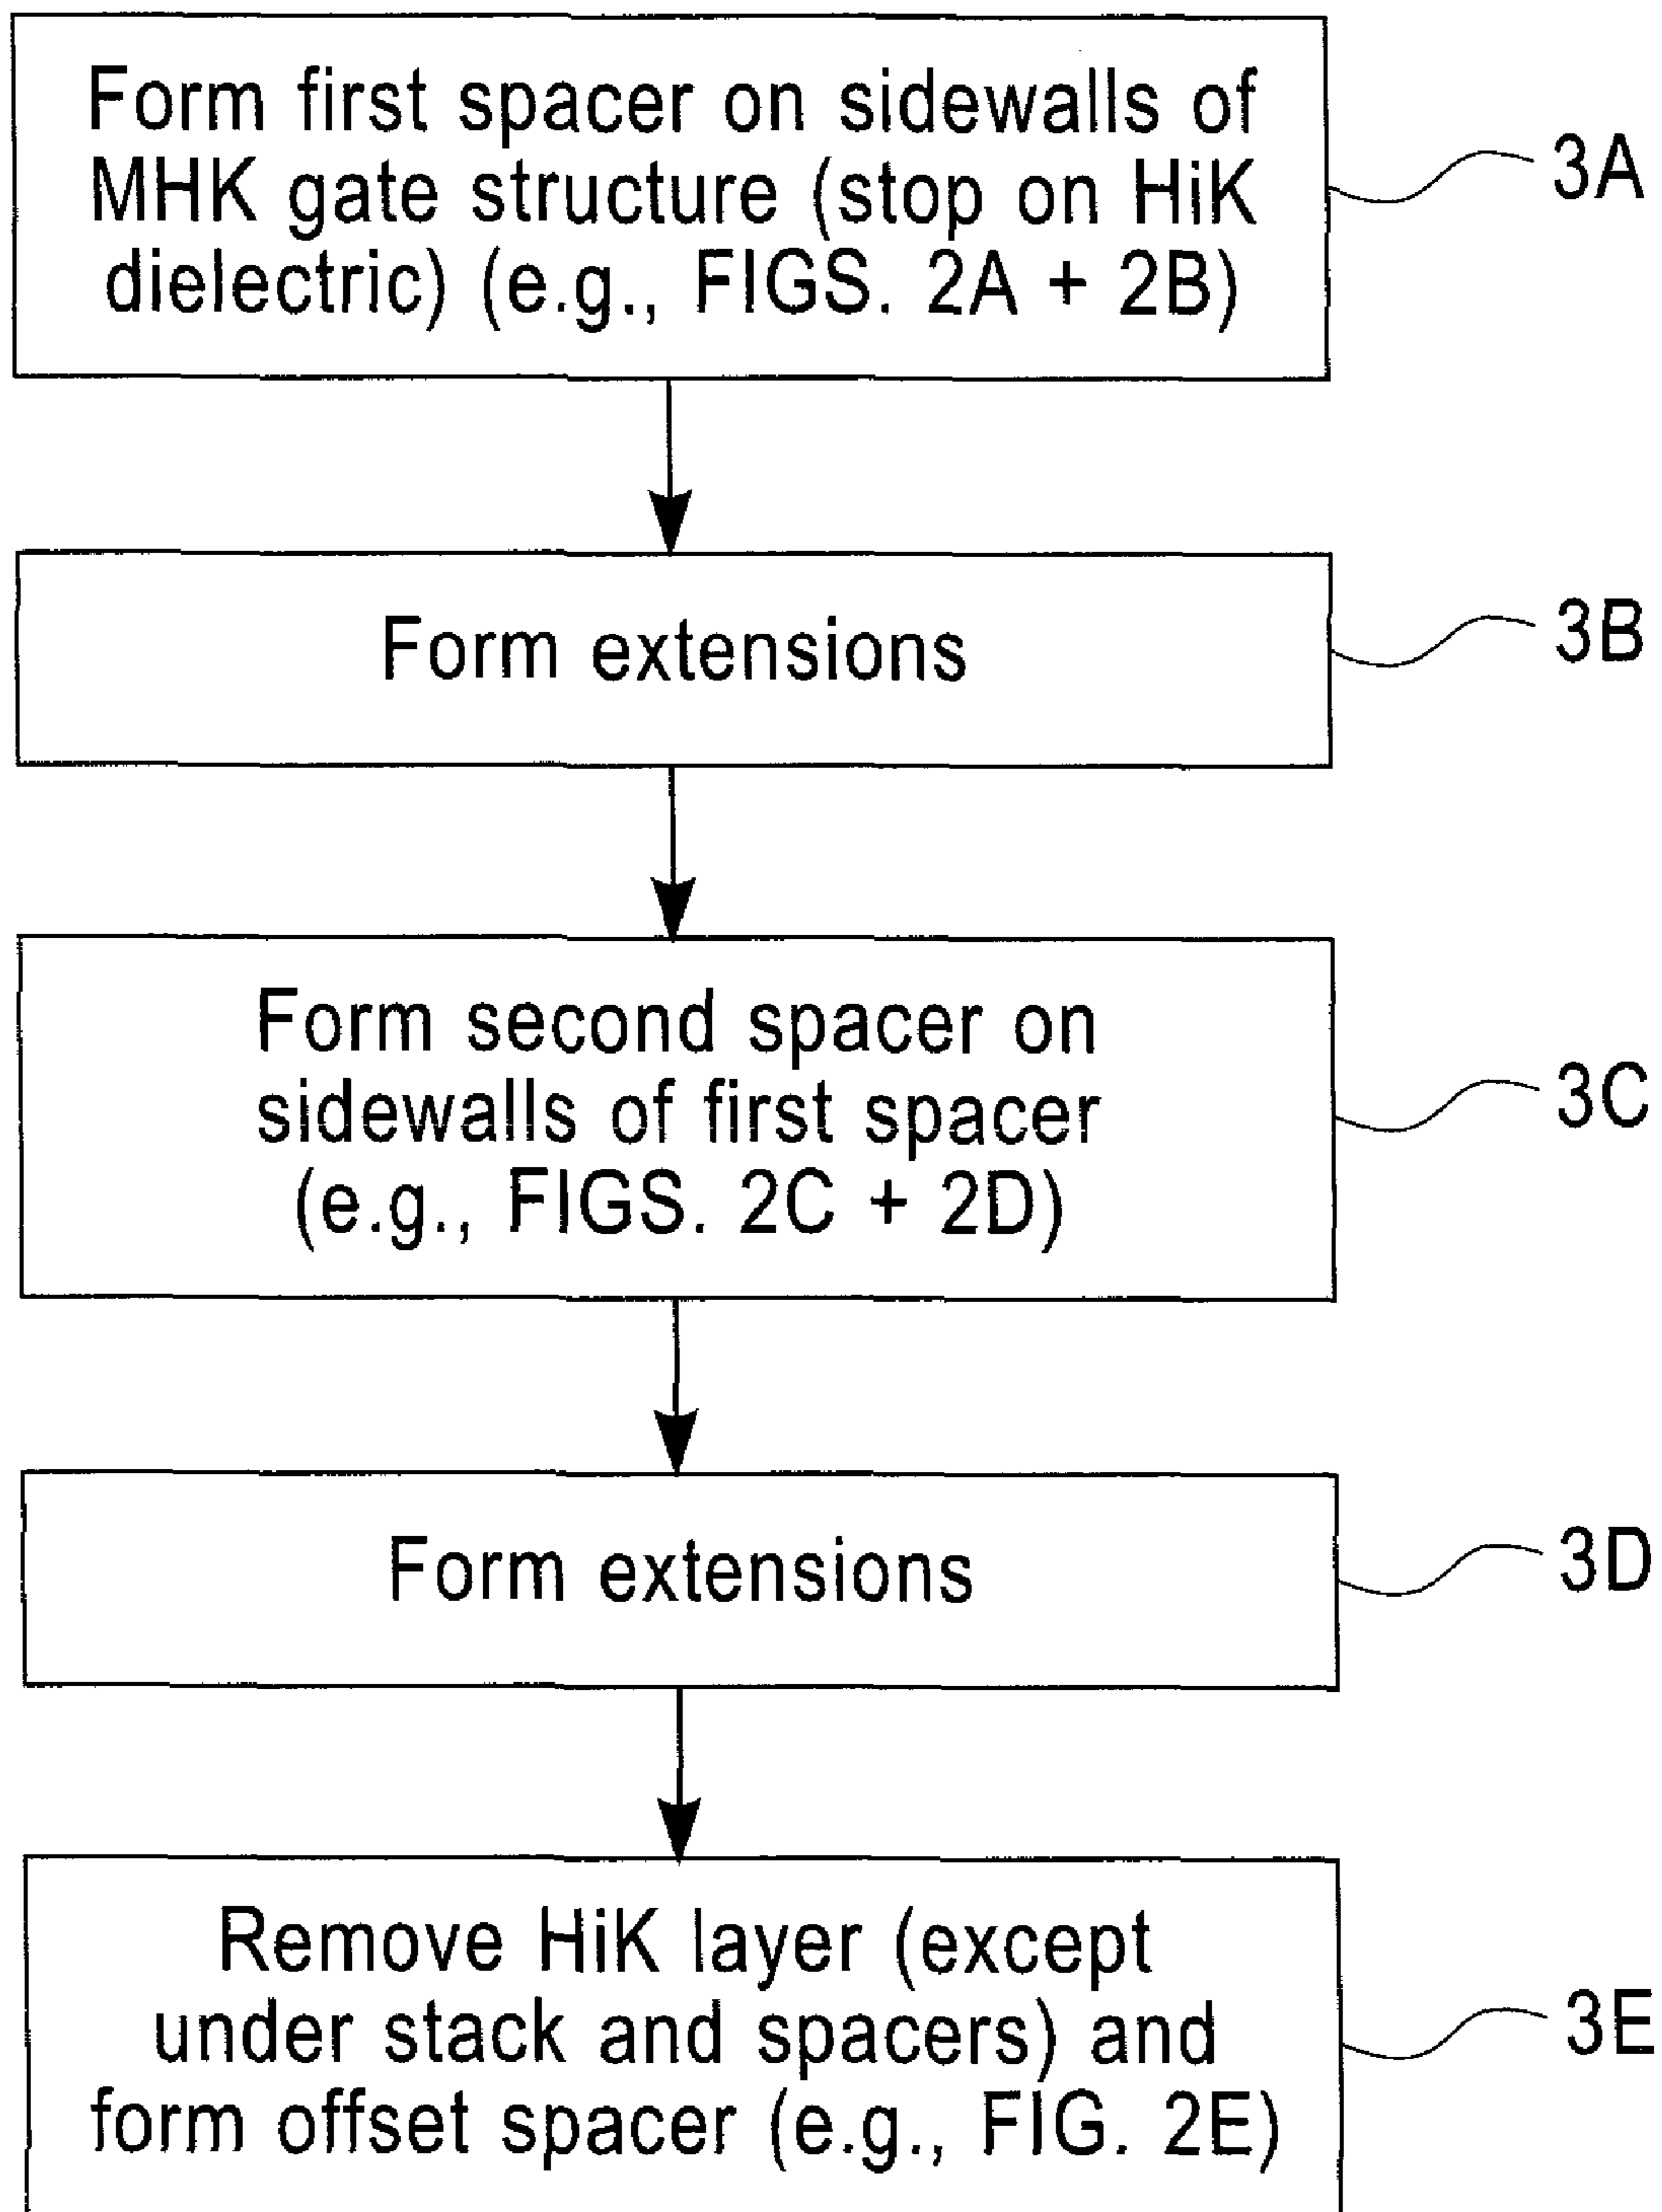 Form first spacer on sidewalls of
MHK gate structure (stop on HiK
dielectric) (e.g., FIGS. 2A + 2B)
3A
Form extensions
3B
Form second spacer on
sidewalls of first spacer
(e.g., FIGS. 2C + 2D)
3C
Form extensions
3D
Remove HiK layer (except
under stack and spacers) and
form offset spacer (e.g., FIG. 2E)
3E